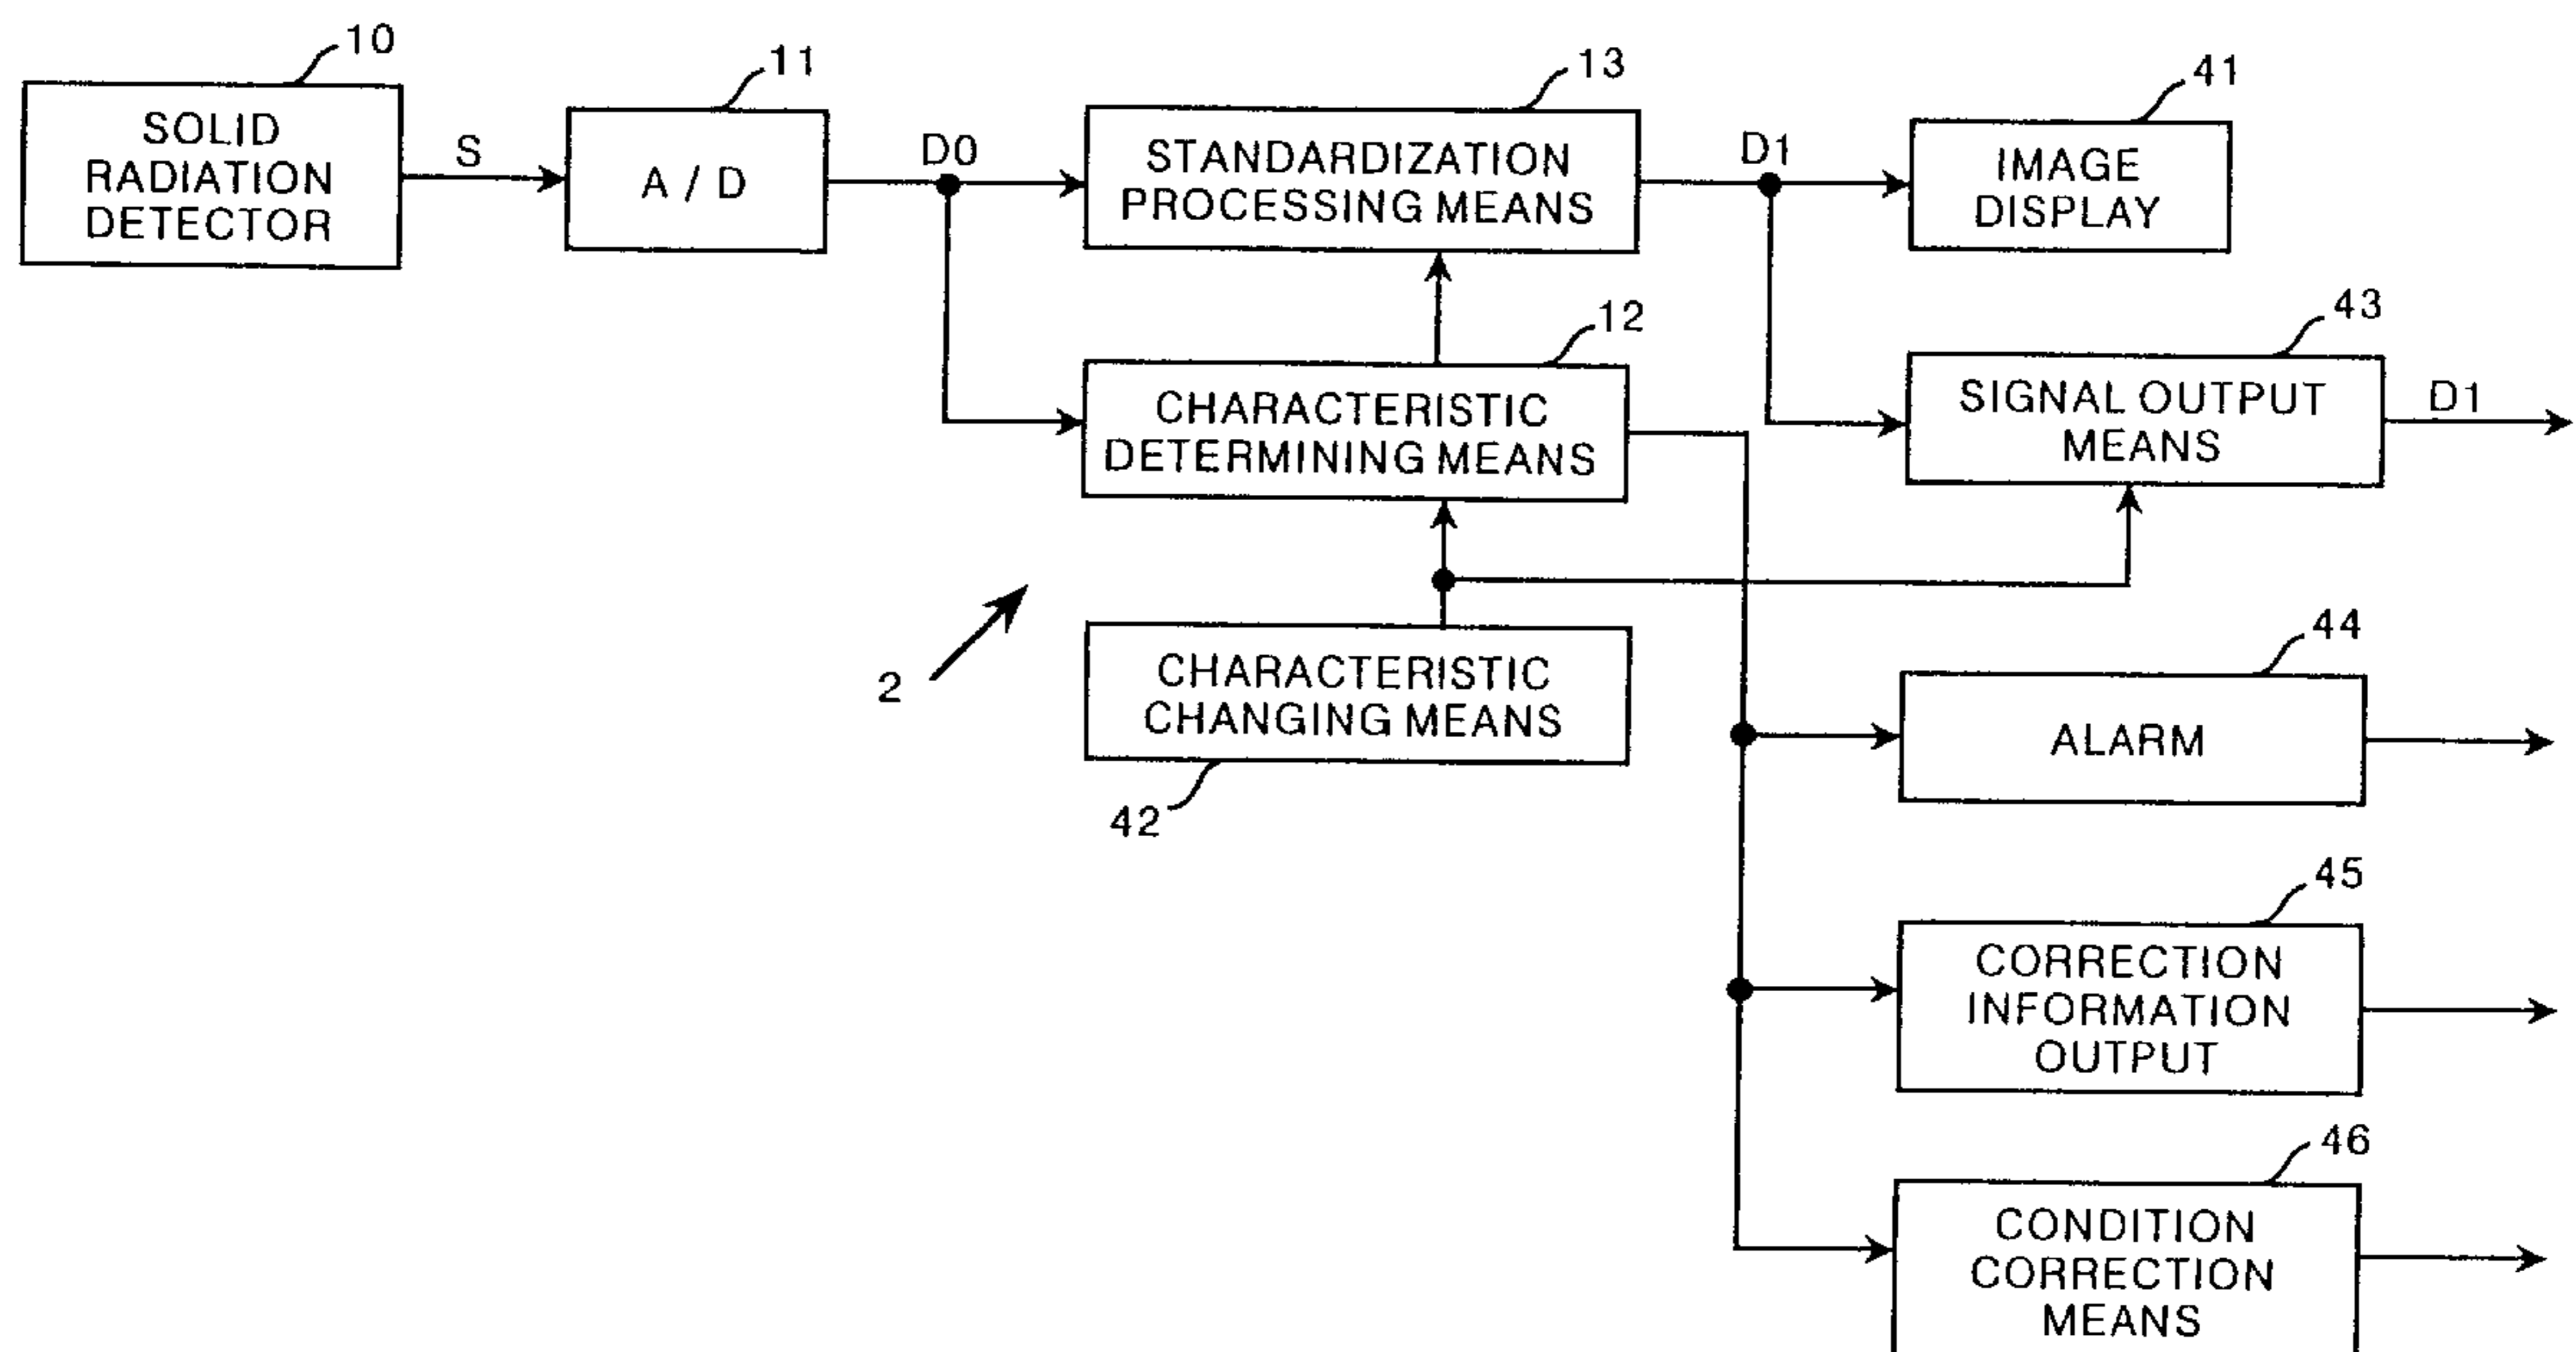 10
SOLID
RADIATION
DETECTOR
S
11
A / D
D0
13
STANDARDIZATION
PROCESSING MEANS
D1
41
IMAGE
DISPLAY
12
CHARACTERISTIC
DETERMINING MEANS
43
SIGNAL OUTPUT
MEANS
D1
2
CHARACTERISTIC
CHANGING MEANS
42
44
ALARM
45
CORRECTION
INFORMATION
OUTPUT
46
CONDITION
CORRECTION
MEANS